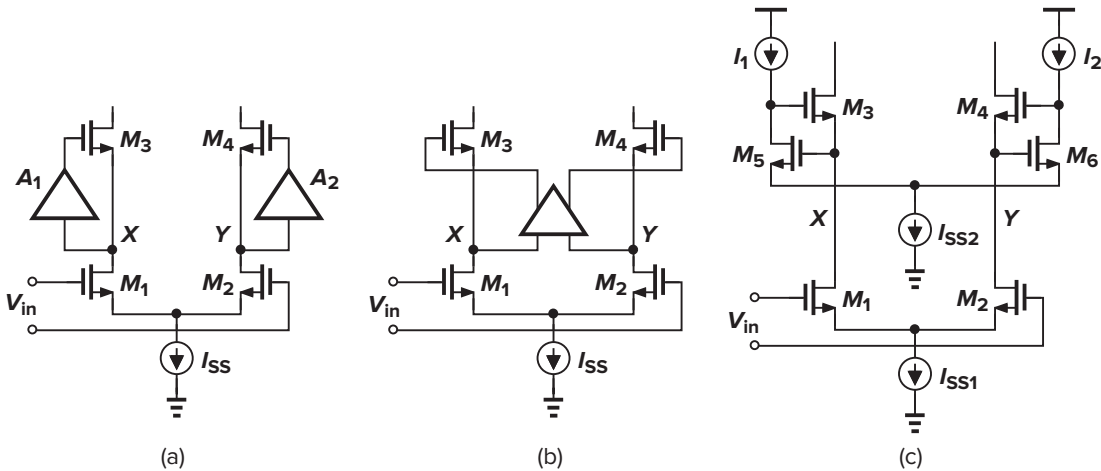 A1
M3
M4
A2
X
Y
M1
M2
Vin
ISS
(a)
M3
M4
X
Y
M1
M2
Vin
ISS
(b)
I1
I2
M3
M4
M5
M6
X
Y
ISS2
M1
M2
Vin
ISS1
(c)